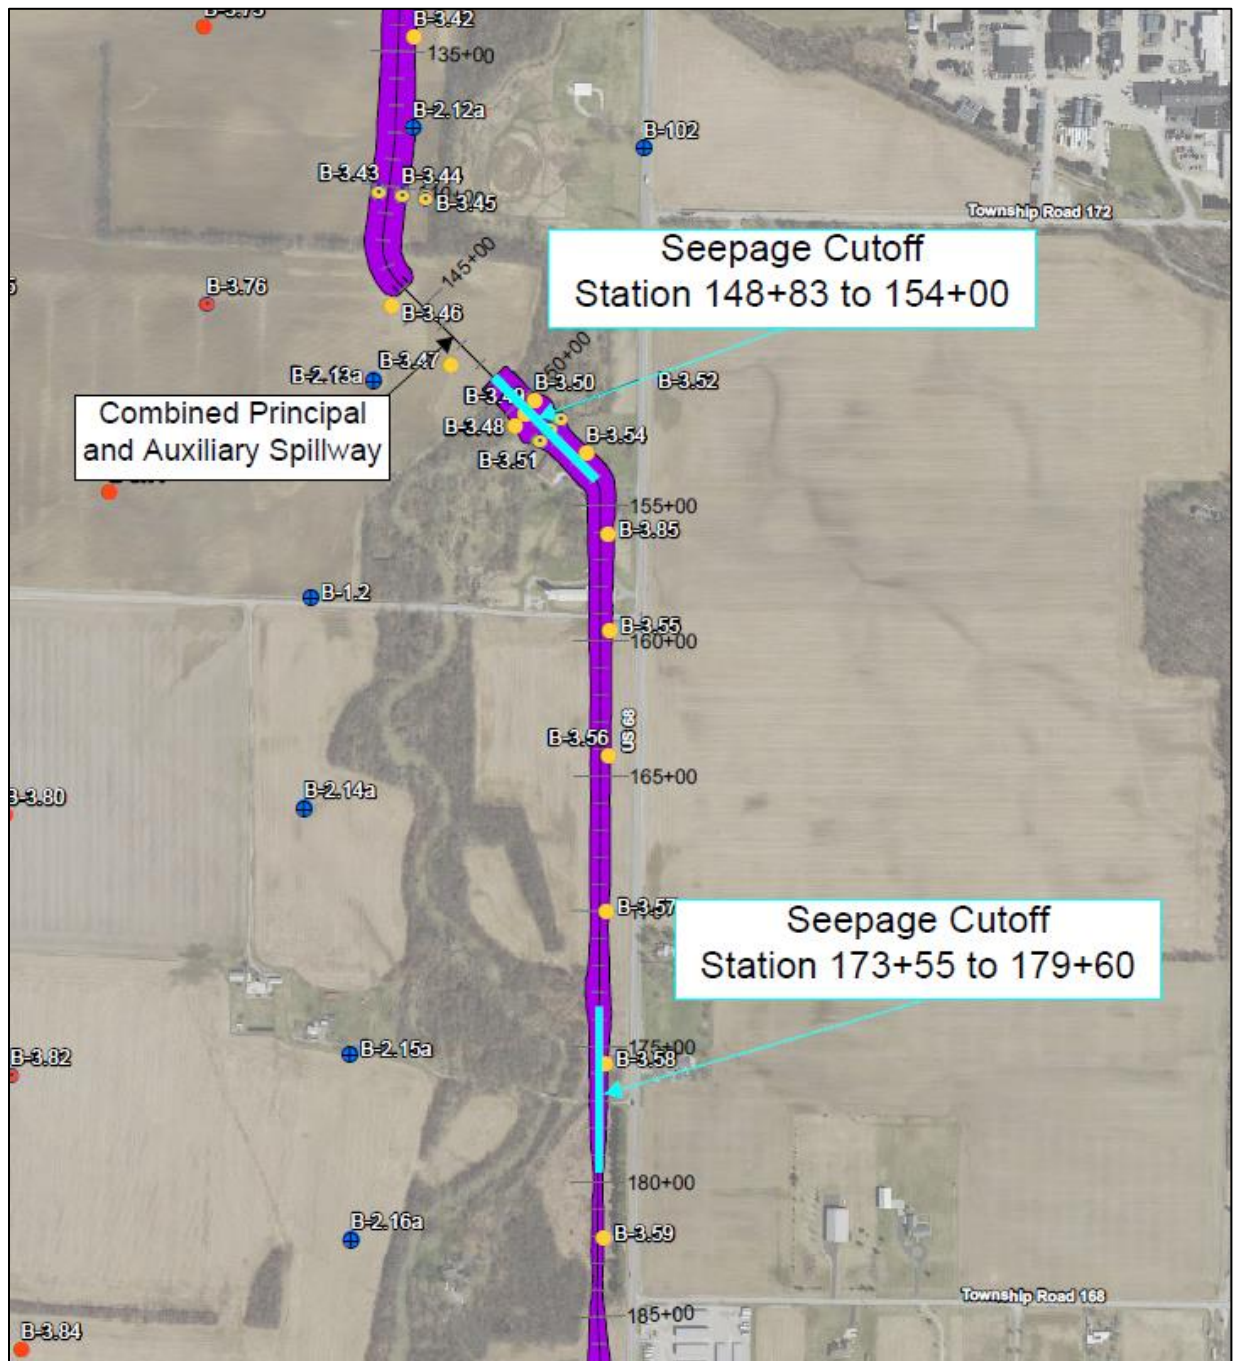 B-3.42
135+00
B-2.12a
B-102
B-3.43
B-3.44
B-3.45
Township Road 172
Seepage Cutoff
Station 148+83 to 154+00
145+00
B-3.76
B-3.46
B-3.47
B-2.13a
B-3.50
B-3.52
Combined Principal
and Auxiliary Spillway
B-3.48
B-3.54
B-3.51
155+00
B-3.85
B-1.2
B-3.55
160+00
US 68
B-3.56
165+00
B-2.14a
B-3.80
B-3.57
Seepage Cutoff
Station 173+55 to 179+60
175+00
B-3.58
B-2.15a
B-3.82
180+00
B-2.16a
B-3.59
Township Road 168
185+00
B-3.84